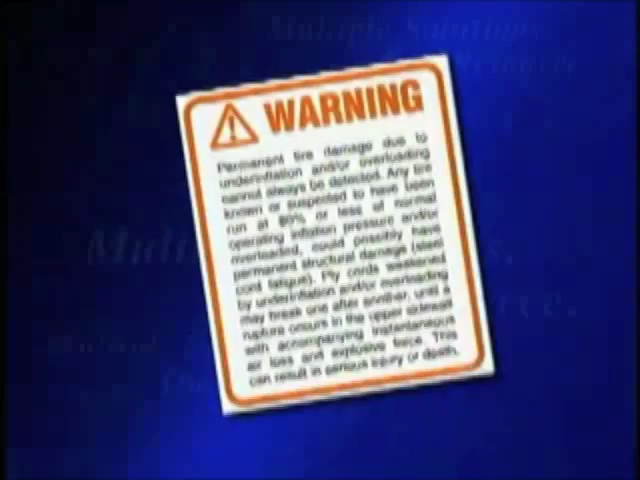 Multiple Solutions.
WARNING
Permanent tire damage due to
underinflation and/or overloading
cannot always be detected. Any tire
known or suspected to have been
run at 80% or less of normal
operating inflation pressure and/or
overloaded, could possibly have
permanent structural damage (steel
cord fatigue). Ply cords weakened
by underinflation and/or overloading
may break one after another, until a
rupture occurs in the upper sidewall
with accompanying instantaneous
air loss and explosive force. This
can result in serious injury or death.